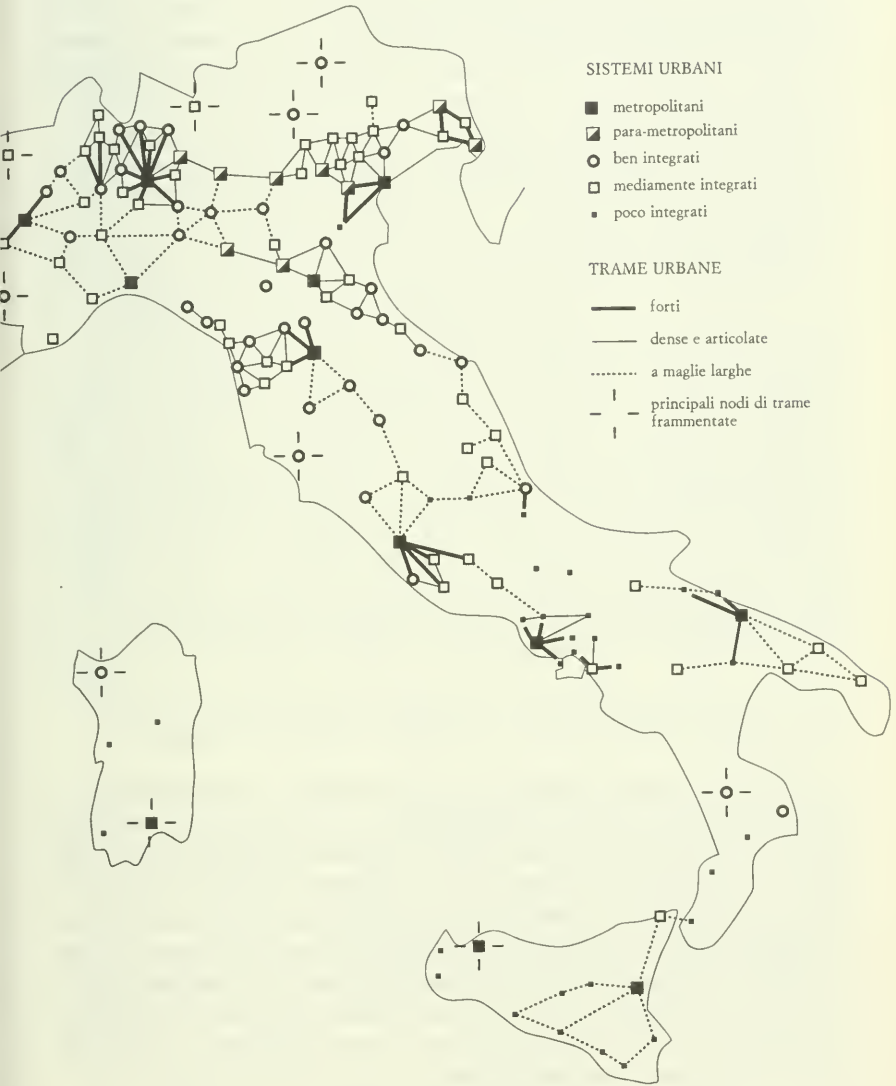 SISTEMI URBANI
metropolitani
para-metropolitani
ben integrati
mediamente integrati
poco integrati
TRAME URBANE
forti
dense e articolate
a maglie larghe
principali nodi di trame
frammentate